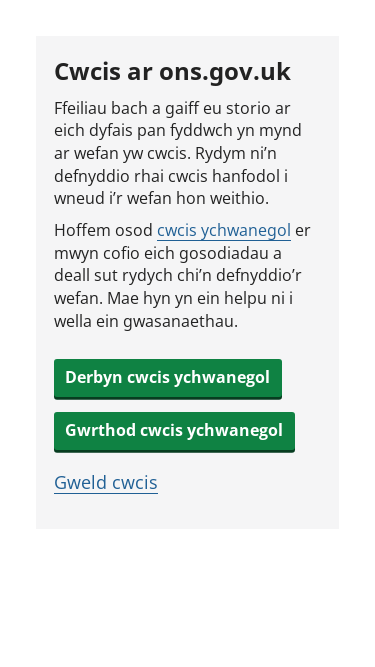 Cwcis ar ons.gov.uk
Ffeiliau bach a gaiff eu storio ar
eich dyfais pan fyddwch yn mynd
ar wefan yw cwcis. Rydym ni’n
defnyddio rhai cwcis hanfodol i
wneud i’r wefan hon weithio.
Hoffem osod cwcis ychwanegol er
mwyn cofio eich gosodiadau a
deall sut rydych chi’n defnyddio’r
wefan. Mae hyn yn ein helpu ni i
wella ein gwasanaethau.
Derbyn cwcis ychwanegol
Gwrthod cwcis ychwanegol
Gweld cwcis